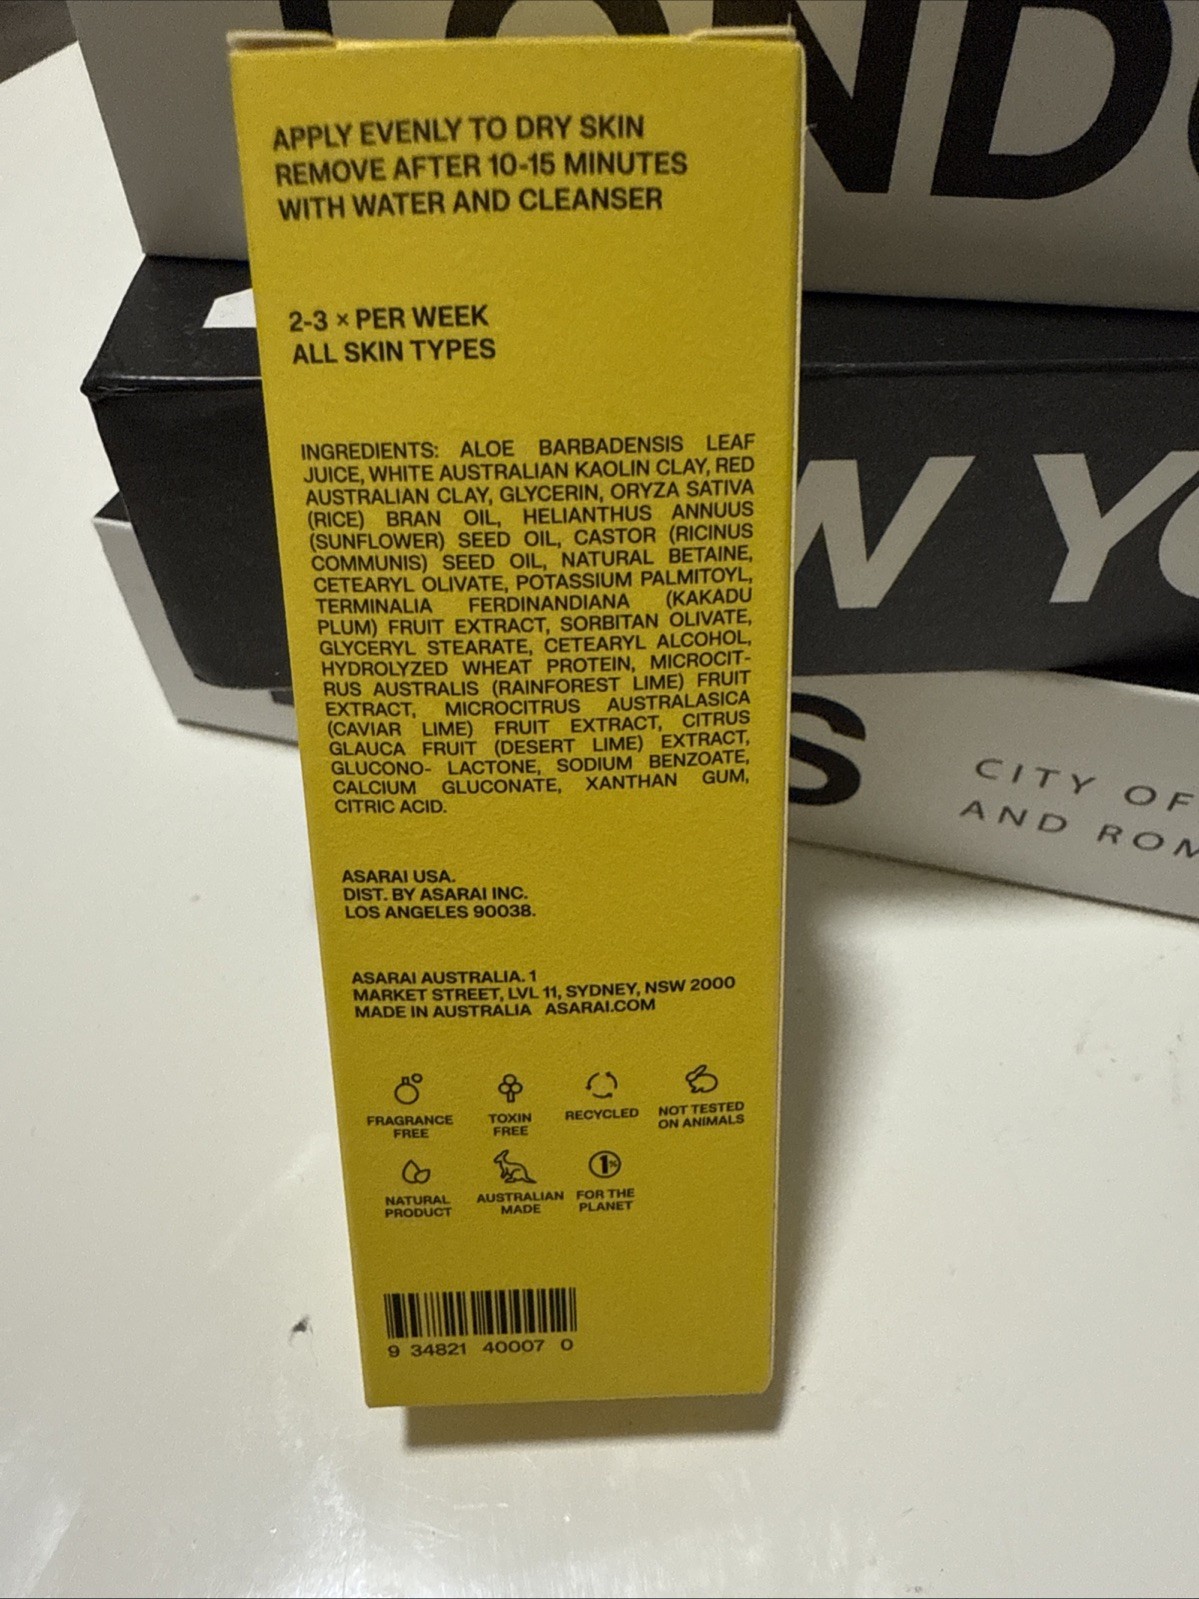 APPLY EVENLY TO DRY SKIN
REMOVE AFTER 10-15 MINUTES
WITH WATER AND CLEANSER
2-3 × PER WEEK
ALL SKIN TYPES
INGREDIENTS: ALOE BARBADENSIS LEAF
JUICE, WHITE AUSTRALIAN KAOLIN CLAY, RED
AUSTRALIAN CLAY, GLYCERIN, ORYZA SATIVA
(RICE) BRAN OIL, HELIANTHUS ANNUUS
(SUNFLOWER) SEED OIL, CASTOR (RICINUS
COMMUNIS) SEED OIL, NATURAL BETAINE,
CETEARYL OLIVATE, POTASSIUM PALMITOYL,
TERMINALIA FERDINANDIANA (KAKADU
PLUM) FRUIT EXTRACT, SORBITAN OLIVATE,
GLYCERYL STEARATE, CETEARYL ALCOHOL,
HYDROLYZED WHEAT PROTEIN, MICROCIT-
RUS AUSTRALIS (RAINFOREST LIME) FRUIT
EXTRACT, MICROCITRUS AUSTRALASICA
(CAVIAR LIME) FRUIT EXTRACT, CITRUS
GLAUCA FRUIT (DESERT LIME) EXTRACT,
GLUCONO- LACTONE, SODIUM BENZOATE,
CALCIUM GLUCONATE, XANTHAN GUM,
CITRIC ACID.
ASARAI USA.
DIST. BY ASARAI INC.
LOS ANGELES 90038.
ASARAI AUSTRALIA. 1
MARKET STREET, LVL 11, SYDNEY, NSW 2000
MADE IN AUSTRALIA ASARAI.COM
FRAGRANCE
FREE
TOXIN
FREE
RECYCLED
NOT TESTED
ON ANIMALS
NATURAL
PRODUCT
AUSTRALIAN
MADE
1%
FOR THE
PLANET
9 34821 40007 0
OND
W YO
S
CITY OF
AND ROM